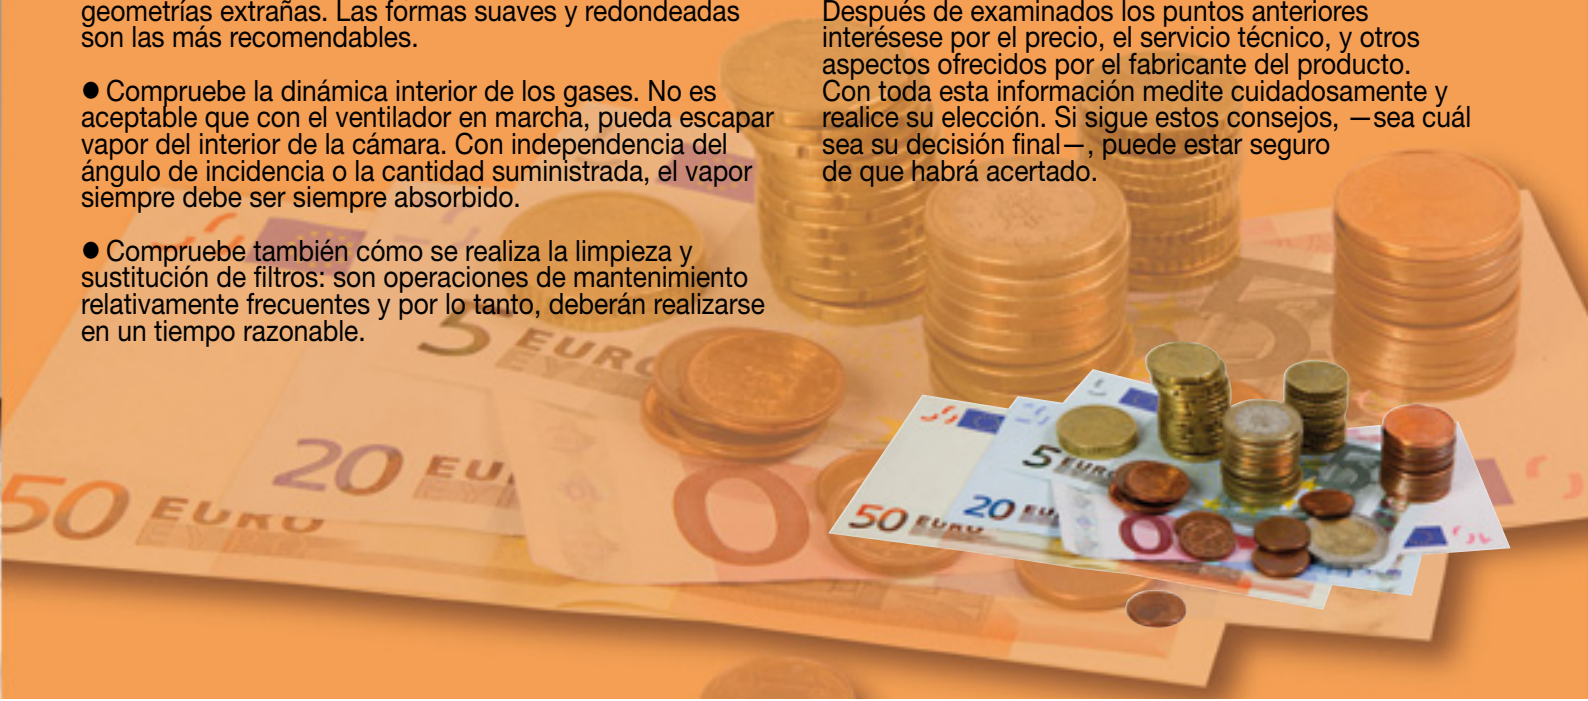 geometrías extrañas. Las formas suaves y redondeadas
son las más recomendables.
● Compruebe la dinámica interior de los gases. No es
aceptable que con el ventilador en marcha, pueda escapar
vapor del interior de la cámara. Con independencia del
ángulo de incidencia o la cantidad suministrada, el vapor
siempre debe ser siempre absorbido.
● Compruebe también cómo se realiza la limpieza y
sustitución de filtros: son operaciones de mantenimiento
relativamente frecuentes y por lo tanto, deberán realizarse
en un tiempo razonable.
Después de examinados los puntos anteriores
interésese por el precio, el servicio técnico, y otros
aspectos ofrecidos por el fabricante del producto.
Con toda esta información medite cuidadosamente y
realice su elección. Si sigue estos consejos, —sea cuál
sea su decisión final—, puede estar seguro
de que habrá acertado.
5 EURO
20 EU
50 EURO
0
5 EURO
20 EU
50 EURO
0